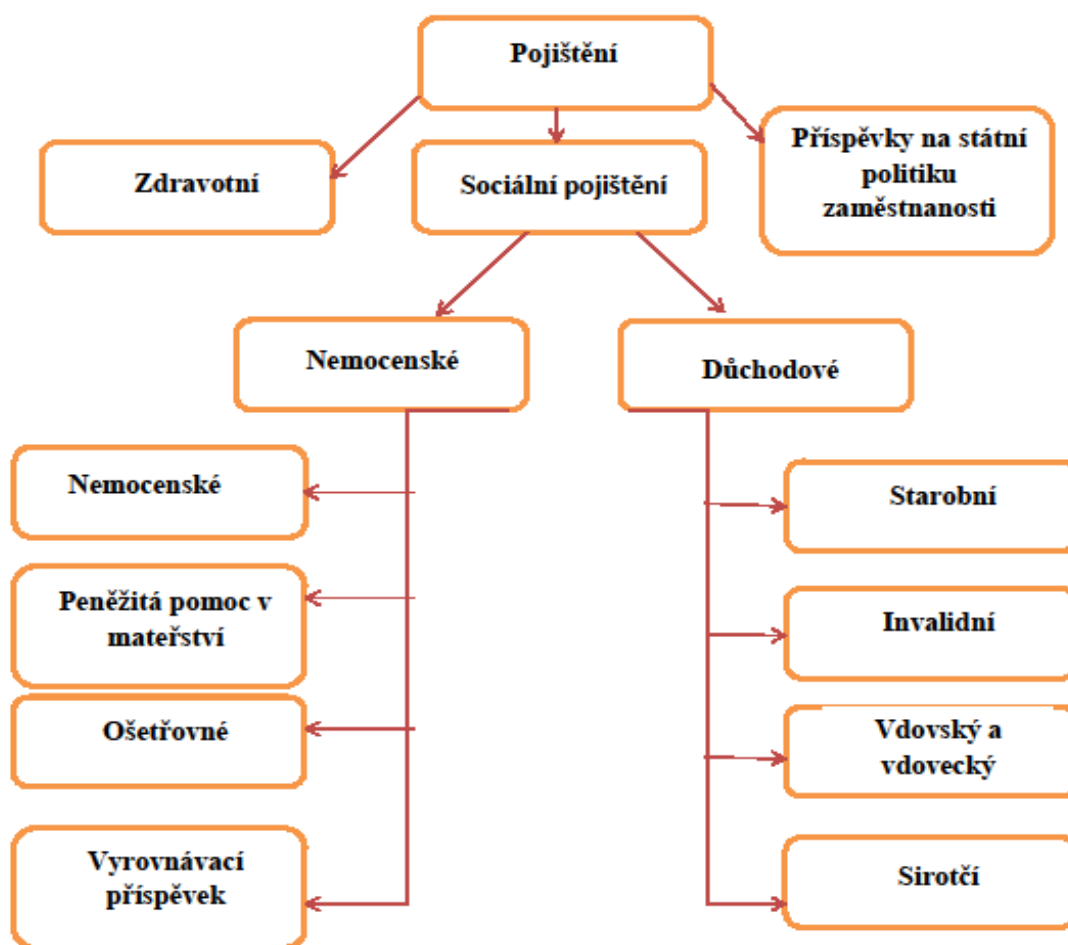 Pojištění
Zdravotní
Sociální pojištění
Příspěvky na státní
politiku
zaměstnanosti
Nemocenské
Důchodové
Nemocenské
Peněžitá pomoc v
mateřství
Ošetřovné
Vyrovnávací
příspěvek
Starobní
Invalidní
Vdovský a
vdovecký
Sirotčí